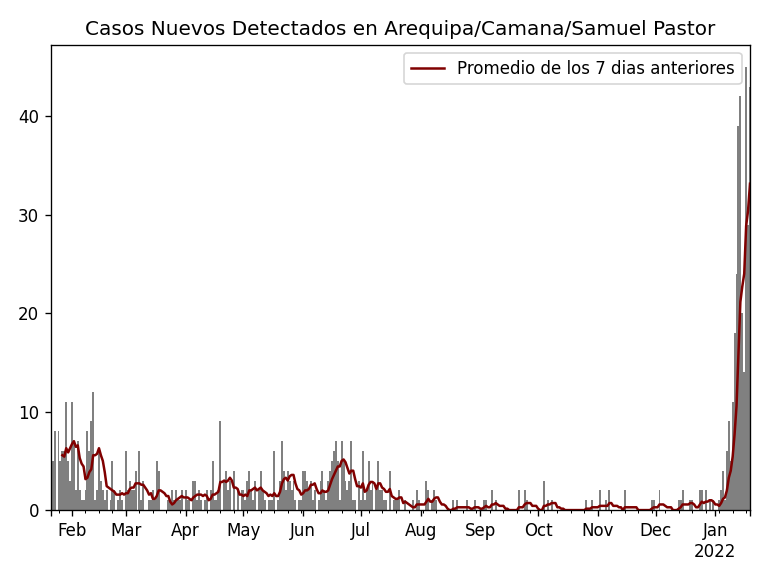 Casos Nuevos Detectados en Arequipa/Camana/Samuel Pastor
Promedio de los 7 dias anteriores
40
30
20
10
0
Feb Mar Apr May Jun Jul Aug Sep Oct Nov Dec Jan
2022